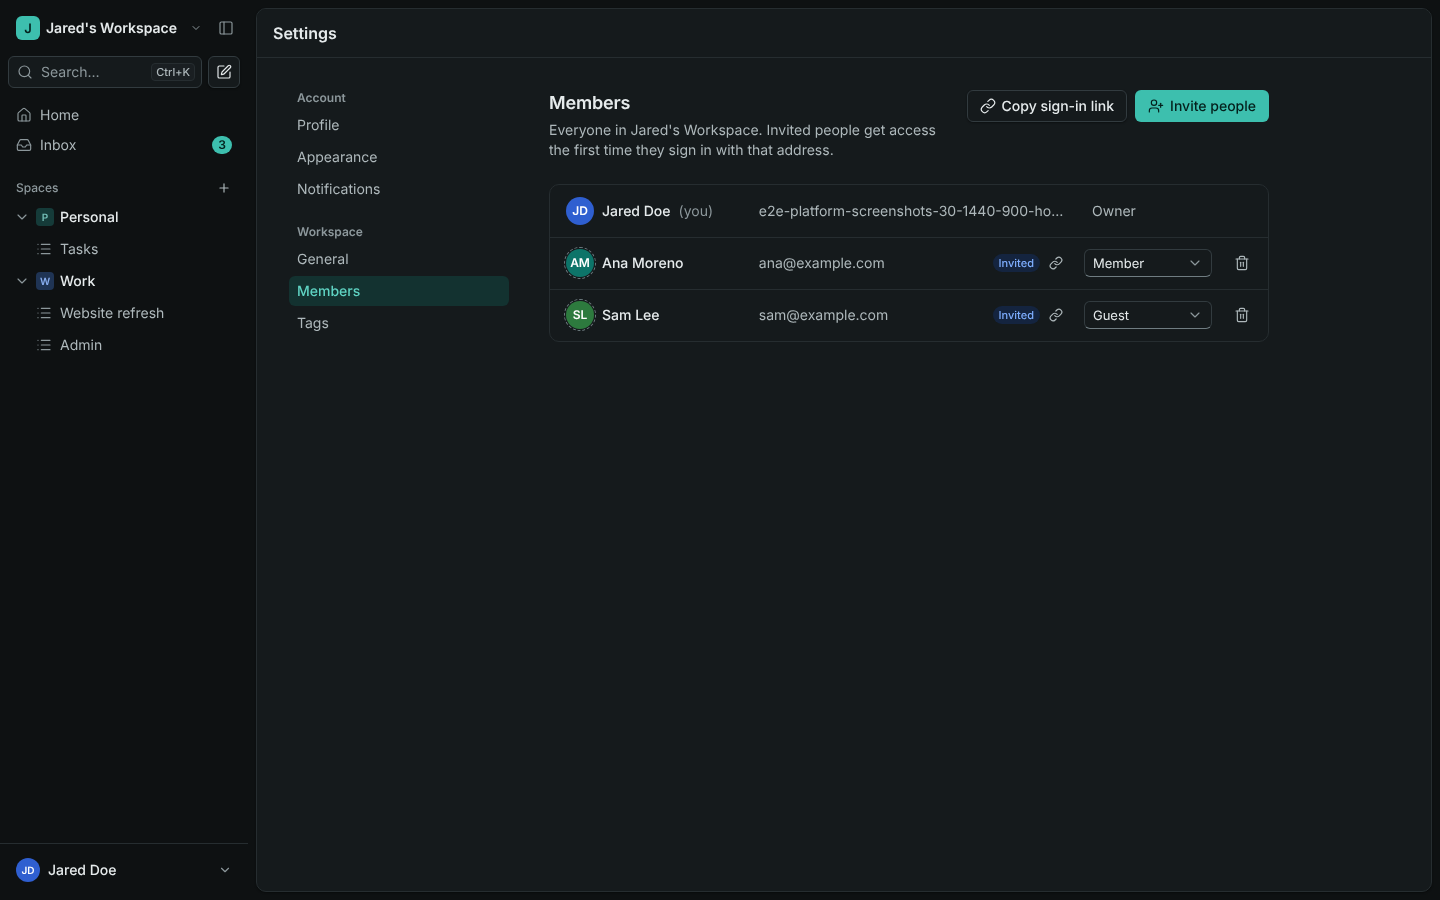 J Jared's Workspace
Search... Ctrl+K
Home
Inbox 3
Spaces
P Personal
Tasks
W Work
Website refresh
Admin
JD Jared Doe
Settings
Account
Profile
Appearance
Notifications
Workspace
General
Members
Tags
Members
Everyone in Jared's Workspace. Invited people get access
the first time they sign in with that address.
Copy sign-in link
Invite people
JD Jared Doe (you) e2e-platform-screenshots-30-1440-900-ho... Owner
AM Ana Moreno ana@example.com Invited Member
SL Sam Lee sam@example.com Invited Guest